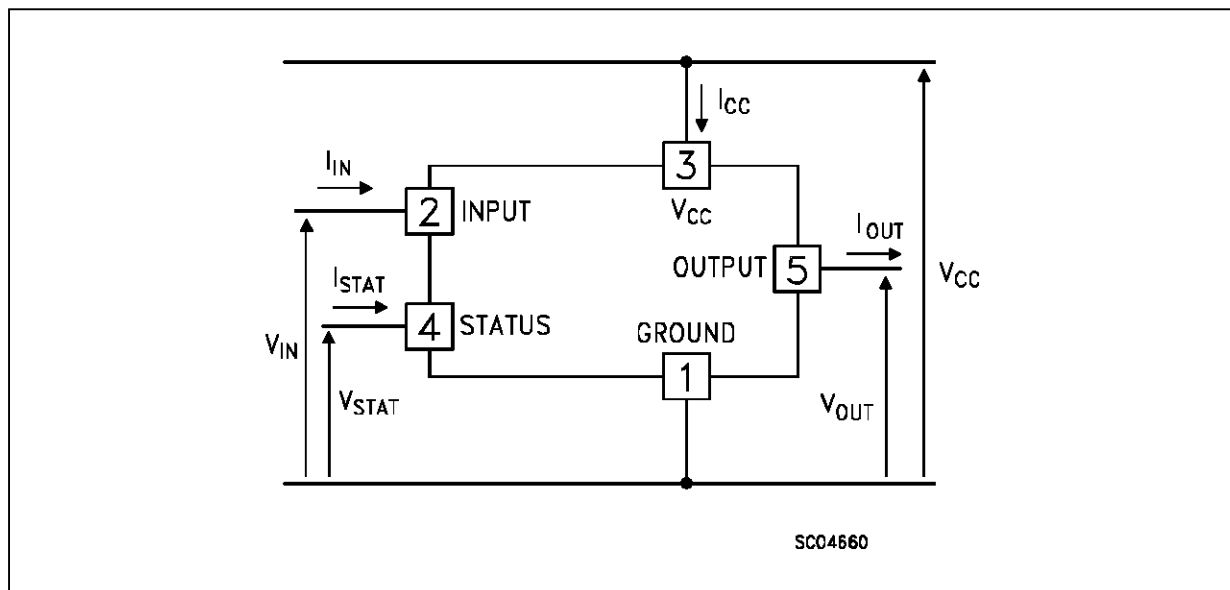 I_CC
I_IN
3
2 INPUT
V_CC
I_OUT
OUTPUT 5
V_CC
I_STAT
4 STATUS
GROUND
V_IN
1
V_STAT
V_OUT
SC04660